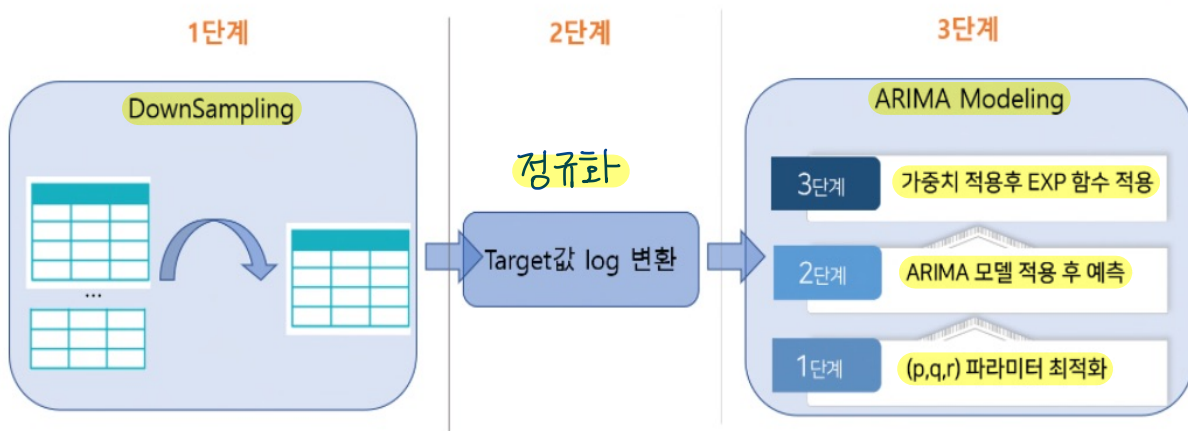 1단계
2단계
3단계
DownSampling
...
정규화
Target값 log 변환
ARIMA Modeling
3단계
가중치 적용후 EXP 함수 적용
2단계
ARIMA 모델 적용 후 예측
1단계
(p,q,r) 파라미터 최적화